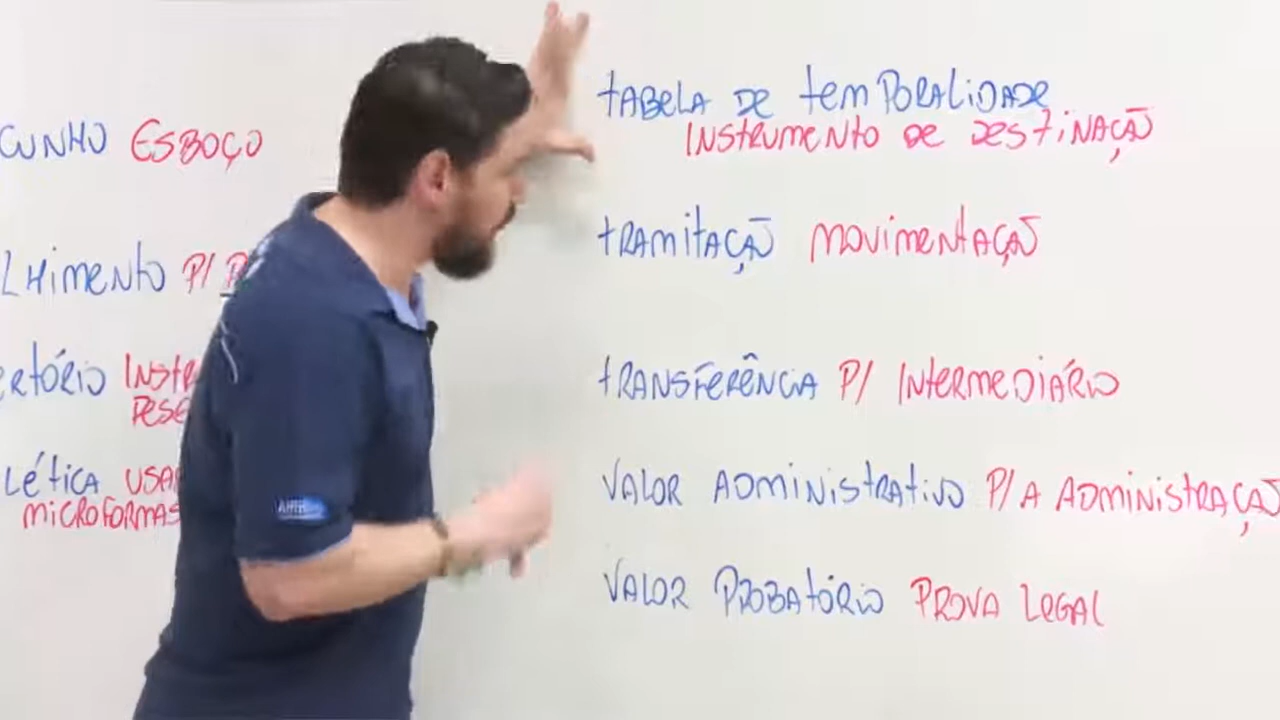 CUNHO ESBOÇO
LHIMENTO P/
ERTÓRIO INSTR
PESE
LÉTICA USA
MICROFORMAS
TABELA DE TEMPORALIDADE
INSTRUMENTO DE DESTINAÇÃO
TRAMITAÇÃO MOVIMENTAÇÃO
TRANSFERÊNCIA P/ INTERMEDIÁRIO
VALOR ADMINISTRATIVO P/ A ADMINISTRAÇÃO
VALOR PROBATÓRIO PROVA LEGAL